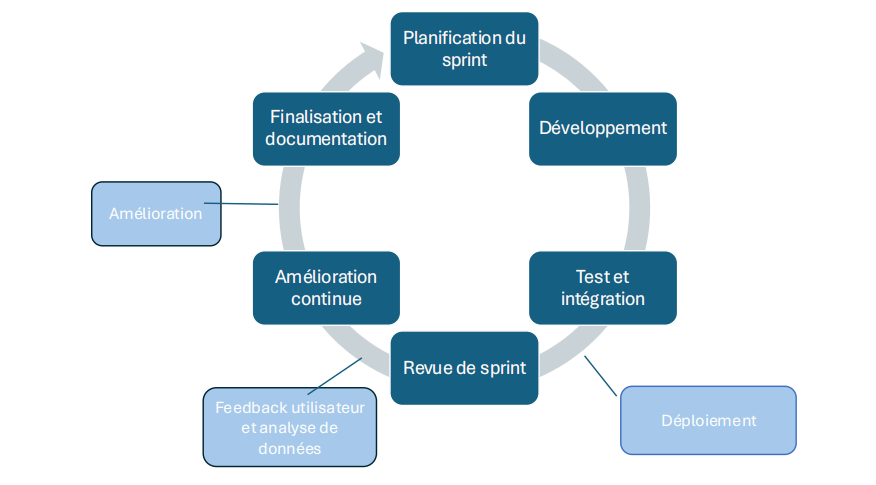 Planification du
sprint
Développement
Test et
intégration
Revue de sprint
Amélioration
continue
Finalisation et
documentation
Amélioration
Feedback utilisateur
et analyse de
données
Déploiement